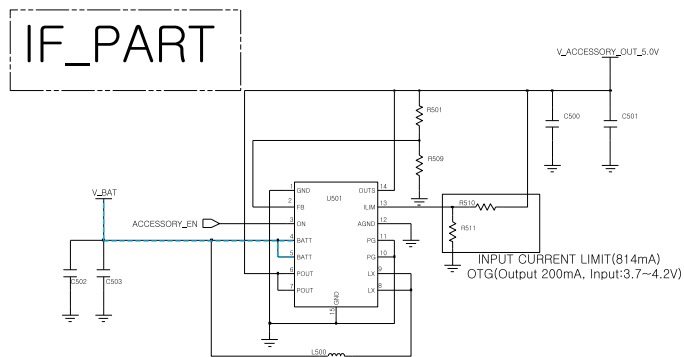 IF_PART
V_ACCESSORY_OUT_5.0V
R501
C500
C501
R509
V_BAT
U501
1 GND
OUTS 14
2 FB
ILIM 13
R510
ACCESSORY_EN
3 ON
AGND 12
R511
4 BATT
PG 11
5 BATT
PG 10
INPUT CURRENT LIMIT(814mA)
OTG(Output 200mA, Input:3.7~4.2V)
6 POUT
LX 9
C502
C503
7 POUT
LX 8
GND
15
L500